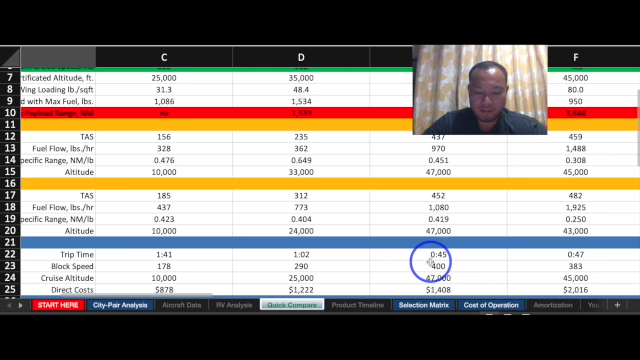 C D F
7 rtificated Altitude, ft. 25,000 35,000 45,000
8 Ving Loading lb./sqft 31.3 48.4 80.0
9 d with Max Fuel, lbs. 1,086 1,534 950
10 Payload Range, NM na
11
12 TAS 156 235 437 459
13 Fuel Flow, lbs./hr 328 362 970 1,488
14 pecific Range, NM/lb 0.476 0.649 0.451 0.308
15 Altitude 10,000 33,000 47,000 45,000
16
17 TAS 185 312 452 482
18 Fuel Flow, lbs./hr 437 773 1,080 1,925
19 pecific Range, NM/lb 0.423 0.404 0.419 0.250
20 Altitude 10,000 24,000 47,000 43,000
21
22 Trip Time 1:41 1:02 0:45 0:47
23 Block Speed 178 290 400 383
24 Cruise Altitude 10,000 25,000 47,000 45,000
25 Direct Costs $878 $1,222 $1,408 $2,016
START HERE City-Pair Analysis Aircraft Data RV Analysis Quick Compare Product Timeline Selection Matrix Cost of Operation Amortization